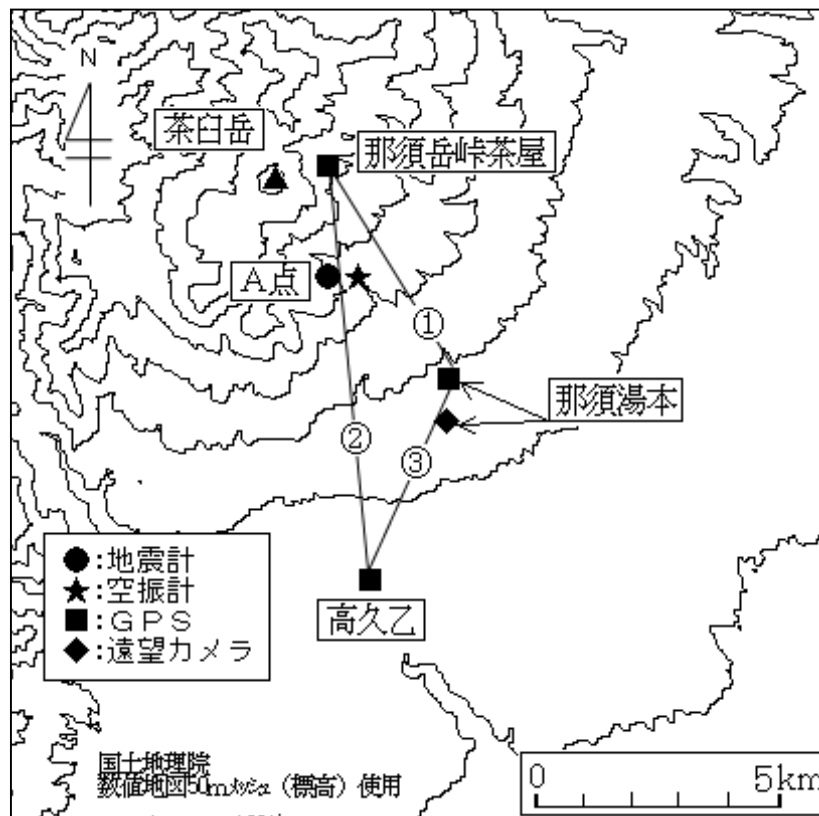 N
茶臼岳
那須岳峠茶屋
A点
①
那須湯本
②
③
●:地震計
★:空振計
■:GPS
◆:遠望カメラ
高久乙
国土地理院
数値地図50mメッシュ(標高)使用
0 5km